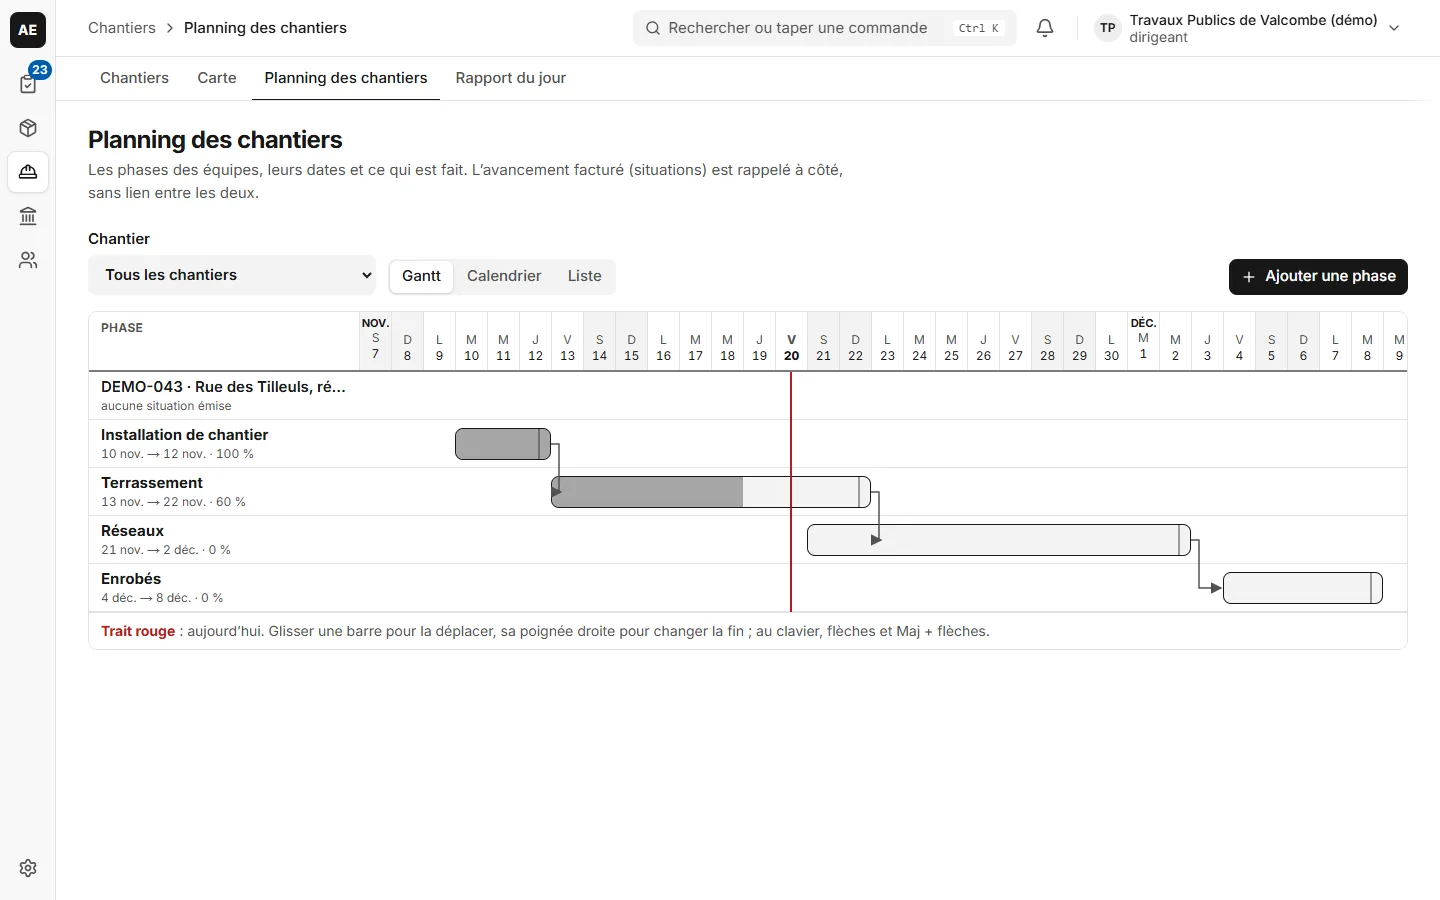 AE
Chantiers > Planning des chantiers
Rechercher ou taper une commande
Ctrl K
TP
Travaux Publics de Valcombe (démo)
dirigeant
23
Chantiers
Carte
Planning des chantiers
Rapport du jour
Planning des chantiers
Les phases des équipes, leurs dates et ce qui est fait. L’avancement facturé (situations) est rappelé à côté,
sans lien entre les deux.
Chantier
Tous les chantiers
Gantt
Calendrier
Liste
+ Ajouter une phase
PHASE
NOV. DÉC.
S D L M M J V S D L M M J V S D L M M J V S D L M M J V S D L M M
7 8 9 10 11 12 13 14 15 16 17 18 19 20 21 22 23 24 25 26 27 28 29 30 1 2 3 4 5 6 7 8 9
DEMO-043 · Rue des Tilleuls, ré…
aucune situation émise
Installation de chantier
10 nov. → 12 nov. · 100 %
Terrassement
13 nov. → 22 nov. · 60 %
Réseaux
21 nov. → 2 déc. · 0 %
Enrobés
4 déc. → 8 déc. · 0 %
Trait rouge : aujourd’hui. Glisser une barre pour la déplacer, sa poignée droite pour changer la fin ; au clavier, flèches et Maj + flèches.